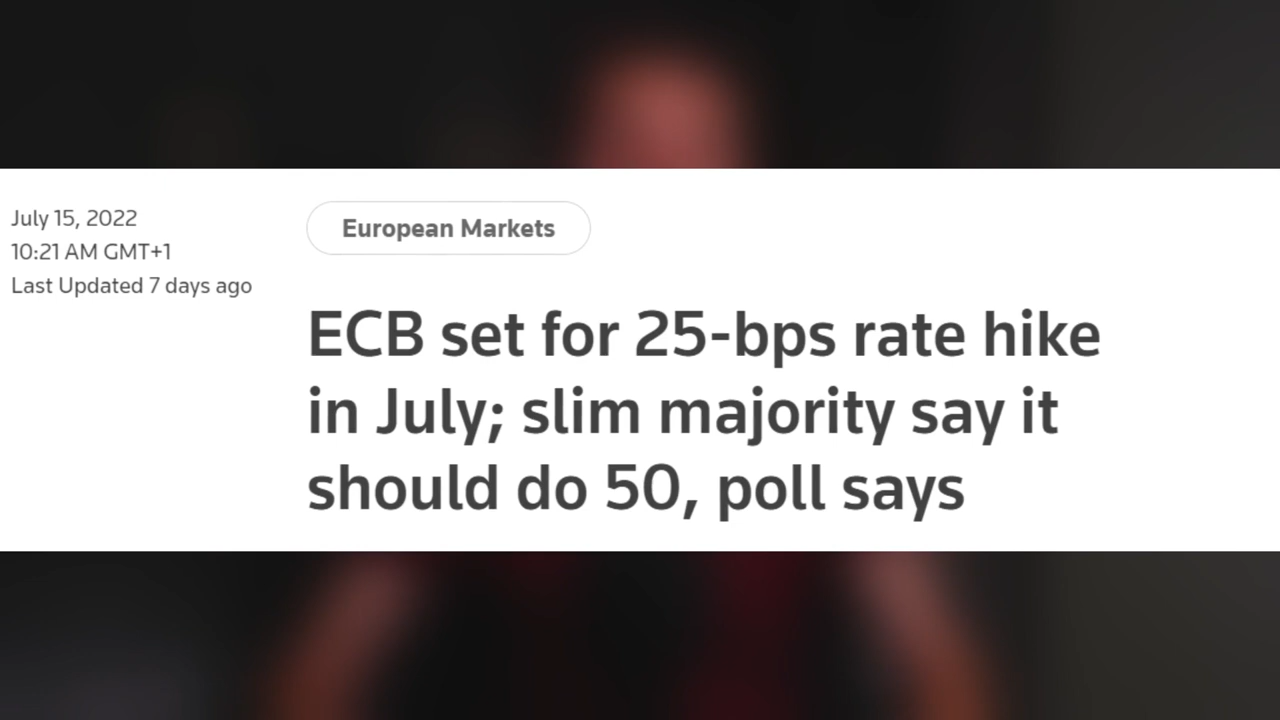 July 15, 2022
10:21 AM GMT+1
Last Updated 7 days ago
European Markets
ECB set for 25-bps rate hike
in July; slim majority say it
should do 50, poll says